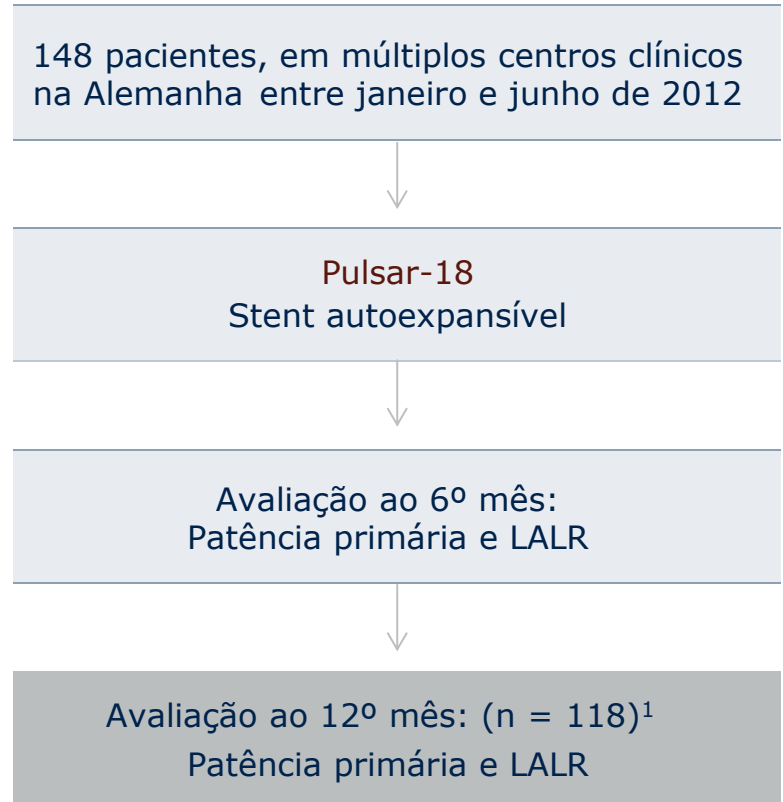 148 pacientes, em múltiplos centros clínicos
na Alemanha entre janeiro e junho de 2012
Pulsar-18
Stent autoexpansível
Avaliação ao 6º mês:
Patência primária e LALR
Avaliação ao 12º mês: (n = 118)¹
Patência primária e LALR